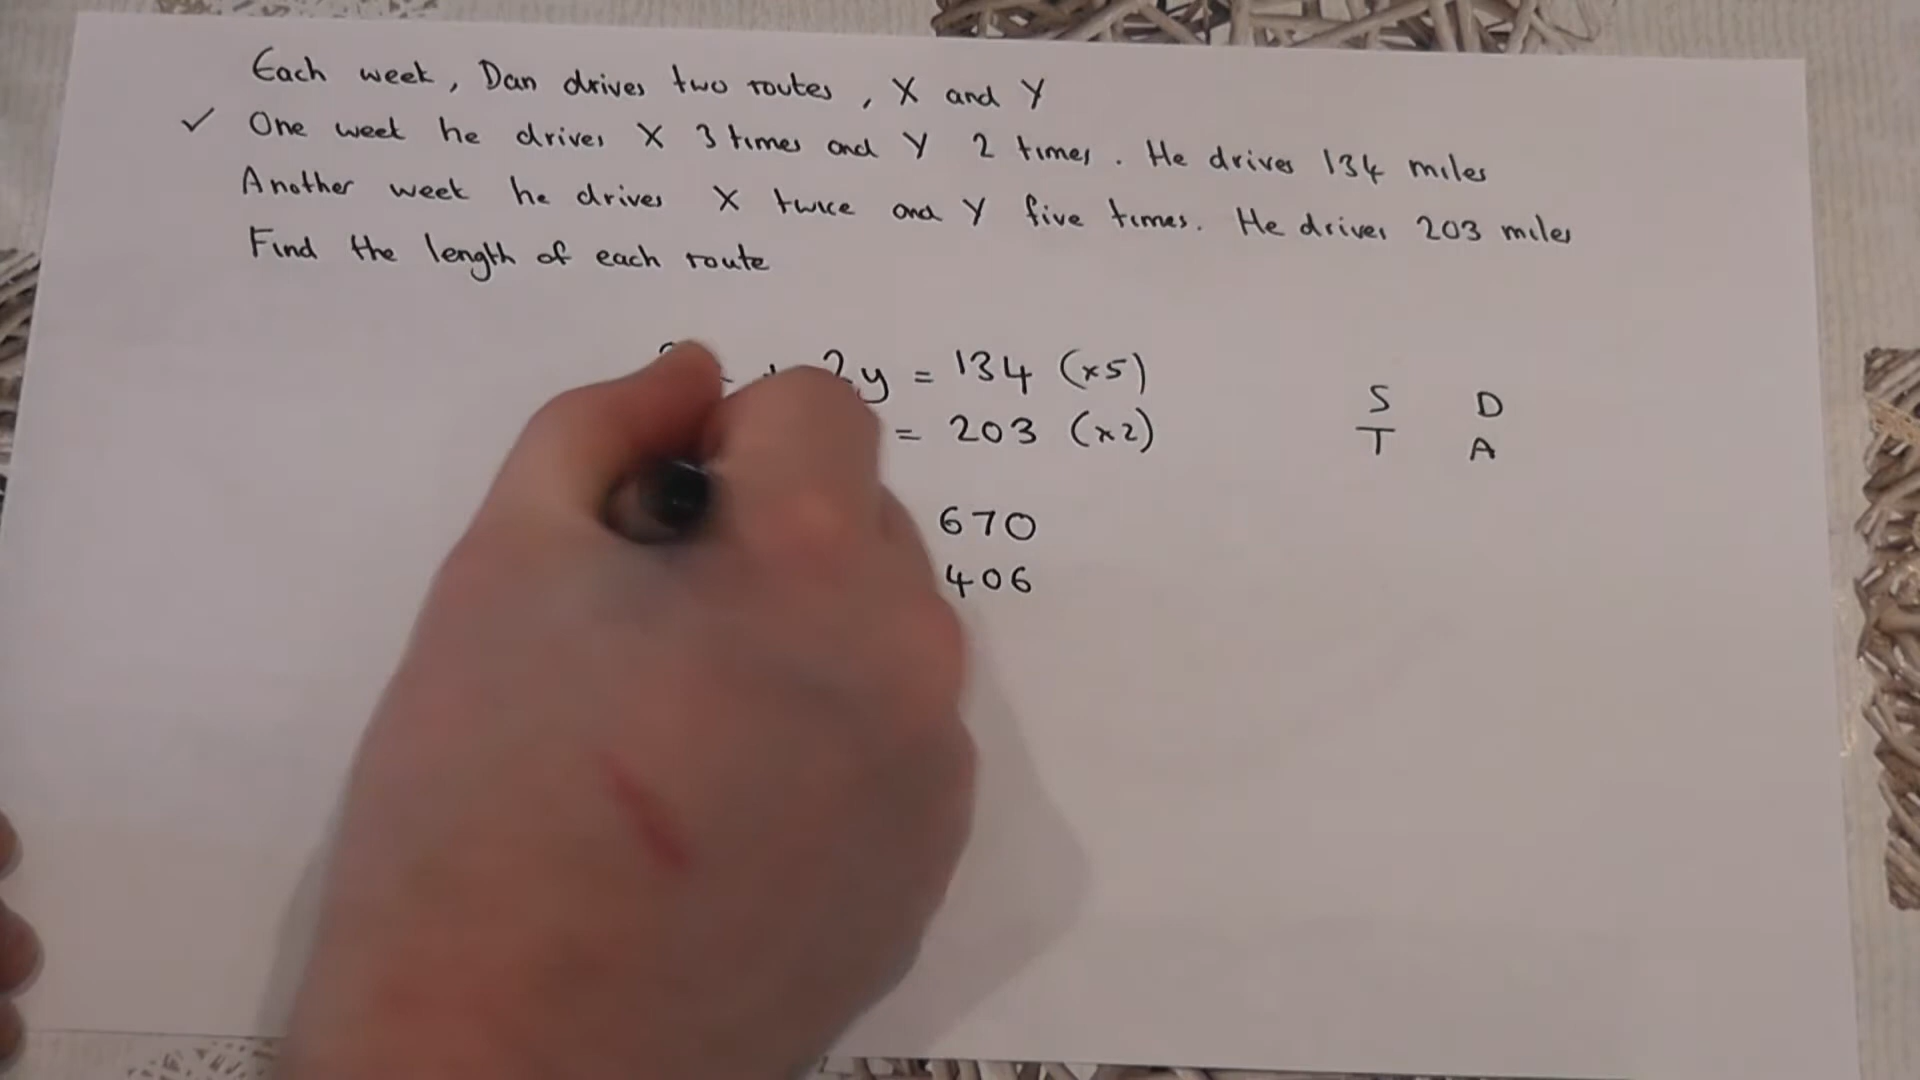 Each week, Dan drives two routes, X and Y
✓ One week he drives X 3 times and Y 2 times. He drives 134 miles
Another week he drives X twice and Y five times. He drives 203 miles
Find the length of each route
+ 2y = 134 (x5)
= 203 (x2)
S D
T A
670
406